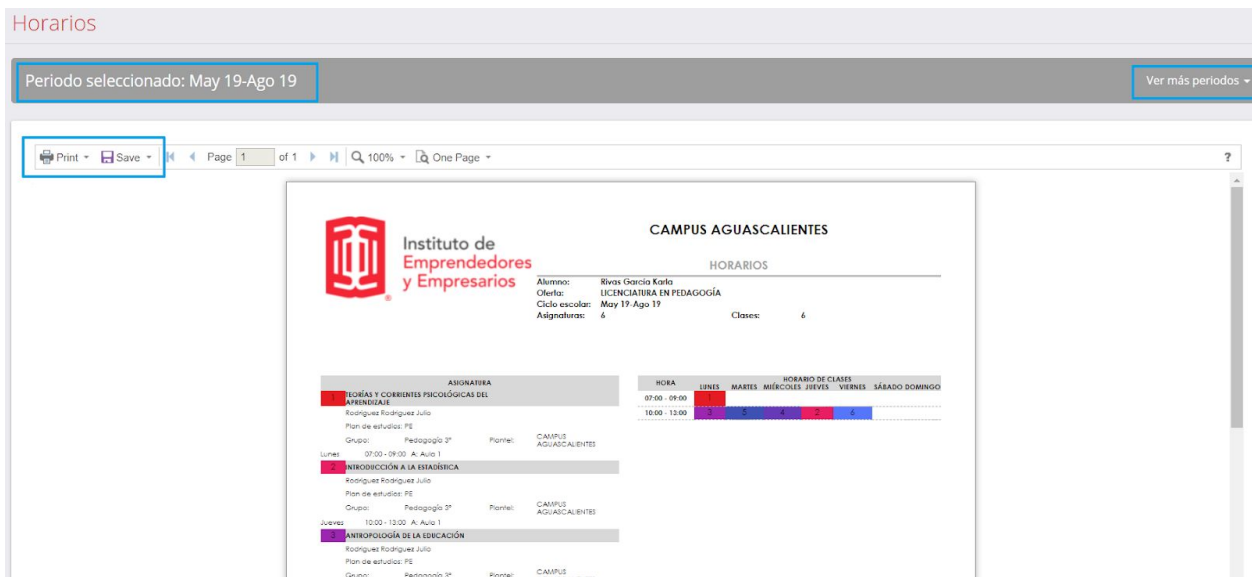 Horarios
Periodo seleccionado: May 19-Ago 19
Ver más periodos
Print Save Page 1 of 1 100% One Page ?
Instituto de
Emprendedores
y Empresarios
CAMPUS AGUASCALIENTES
HORARIOS
Alumno: Rivas García Karla
Oferta: LICENCIATURA EN PEDAGOGÍA
Ciclo escolar: May 19-Ago 19
Asignaturas: 6 Clases: 6
ASIGNATURA
1 TEORÍAS Y CORRIENTES PSICOLÓGICAS DEL
APRENDIZAJE
Rodriguez Rodriguez Julio
Plan de estudios: PE
Grupo: Pedagogía 3° Plantel: CAMPUS
AGUASCALIENTES
Lunes 07:00 - 09:00 A: Aula 1
2 INTRODUCCIÓN A LA ESTADÍSTICA
Rodriguez Rodriguez Julio
Plan de estudios: PE
Grupo: Pedagogía 3° Plantel: CAMPUS
AGUASCALIENTES
Jueves 10:00 - 13:00 A: Aula 1
3 ANTROPOLOGÍA DE LA EDUCACIÓN
Rodriguez Rodriguez Julio
Plan de estudios: PE
Grupo: Pedagogía 3° Plantel: CAMPUS
HORARIO DE CLASES
HORA LUNES MARTES MIÉRCOLES JUEVES VIERNES SÁBADO DOMINGO
07:00 - 09:00 1
10:00 - 13:00 3 5 4 2 6